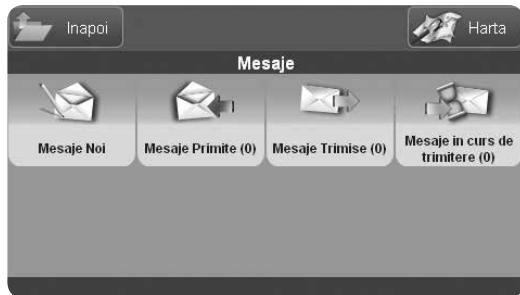 Inapoi
Harta
Mesaje
Mesaje Noi
Mesaje Primite (0)
Mesaje Trimise (0)
Mesaje in curs de
trimitere (0)